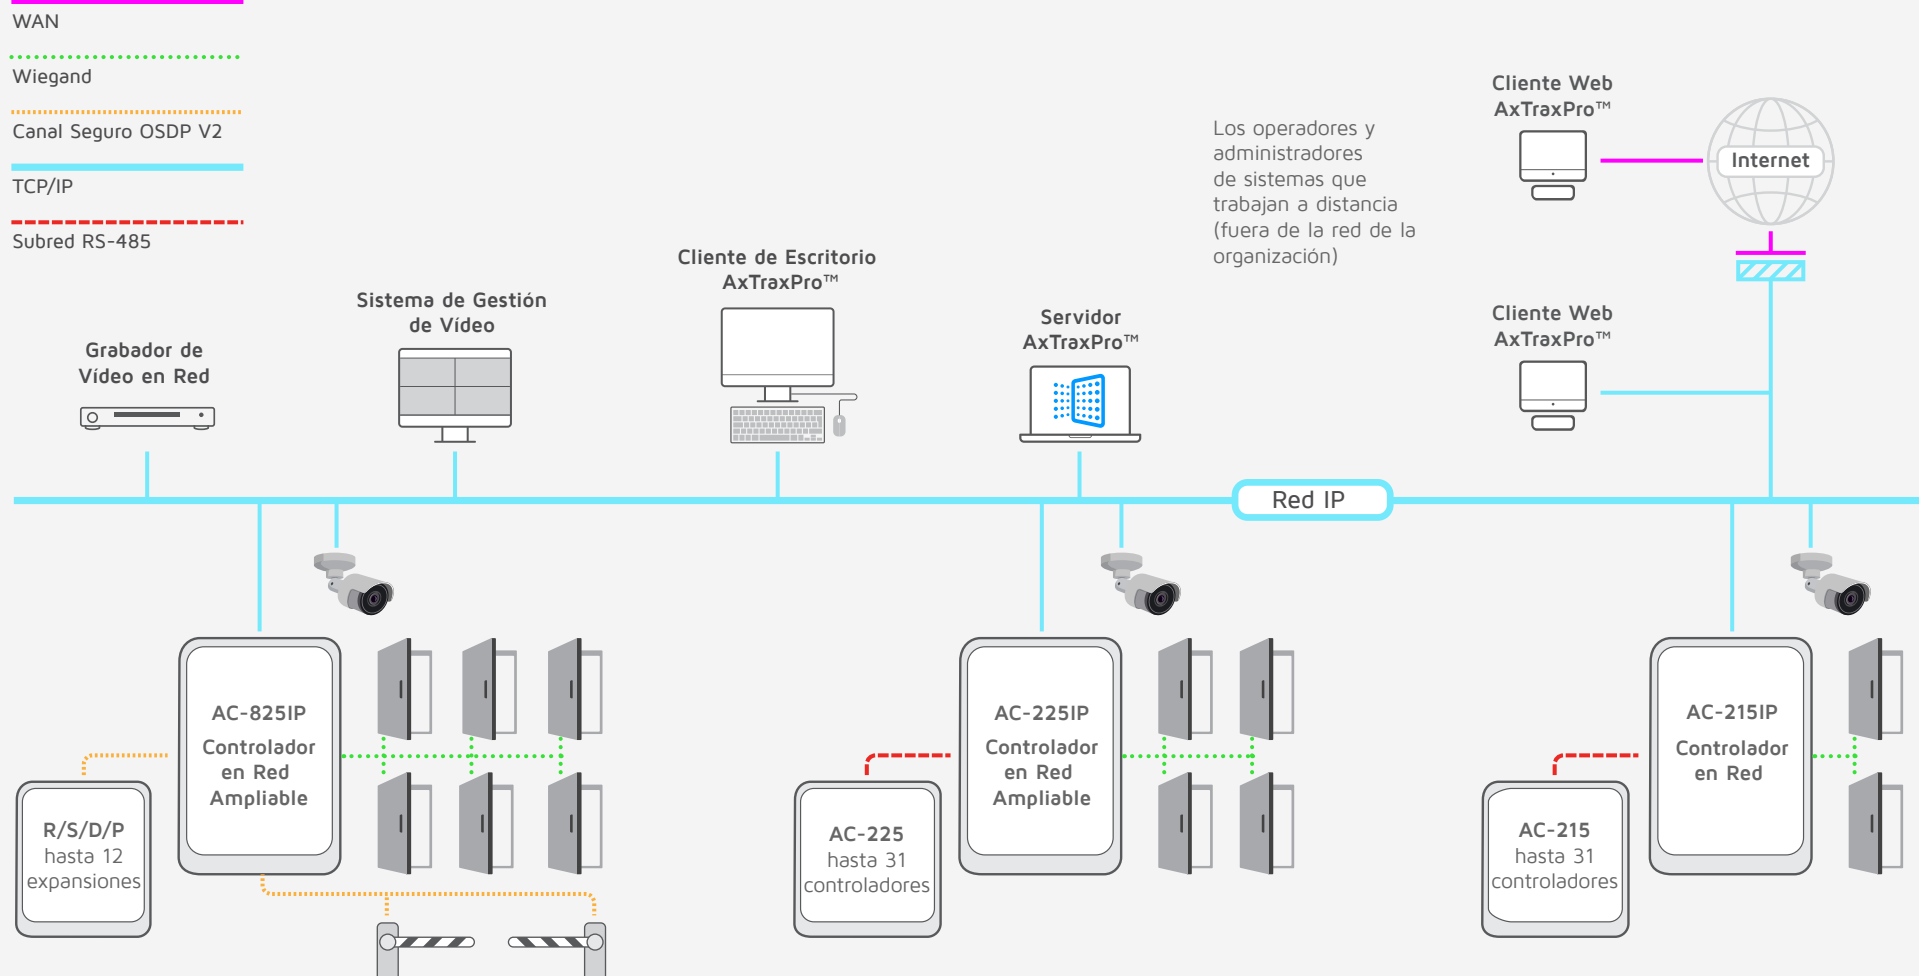 WAN
Wiegand
Canal Seguro OSDP V2
TCP/IP
Subred RS-485
Grabador de
Vídeo en Red
Sistema de Gestión
de Vídeo
Cliente de Escritorio
AxTraxPro™
Servidor
AxTraxPro™
Los operadores y
administradores
de sistemas que
trabajan a distancia
(fuera de la red de la
organización)
Cliente Web
AxTraxPro™
Internet
Cliente Web
AxTraxPro™
Red IP
AC-825IP
Controlador
en Red
Ampliable
R/S/D/P
hasta 12
expansiones
AC-225IP
Controlador
en Red
Ampliable
AC-225
hasta 31
controladores
AC-215IP
Controlador
en Red
AC-215
hasta 31
controladores